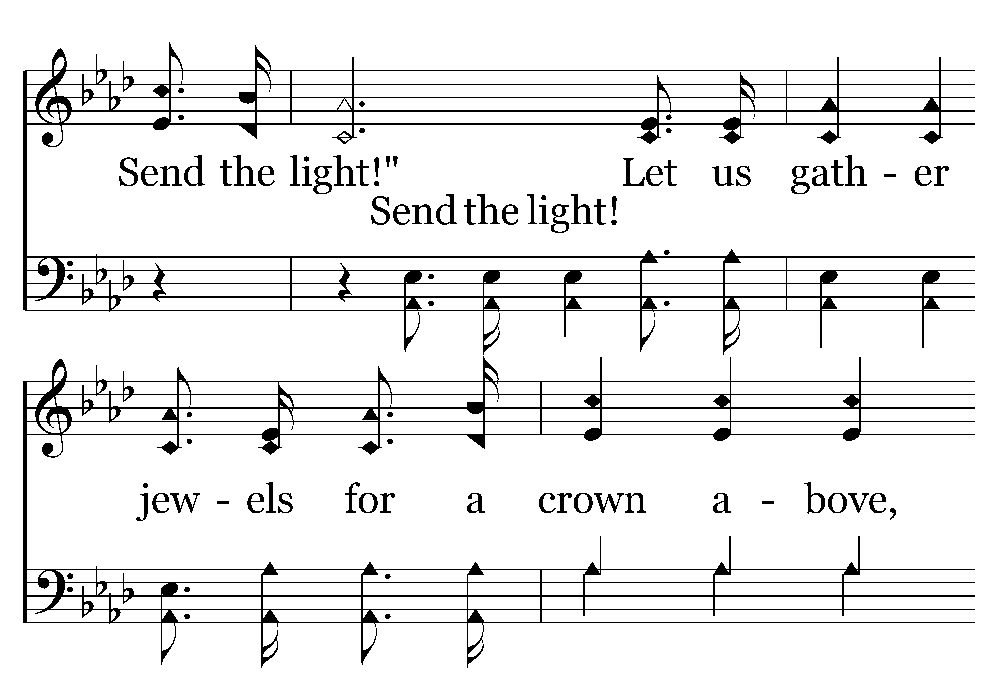 Send the light!" Let us gath - er
Send the light!
jew - els for a crown a - bove,